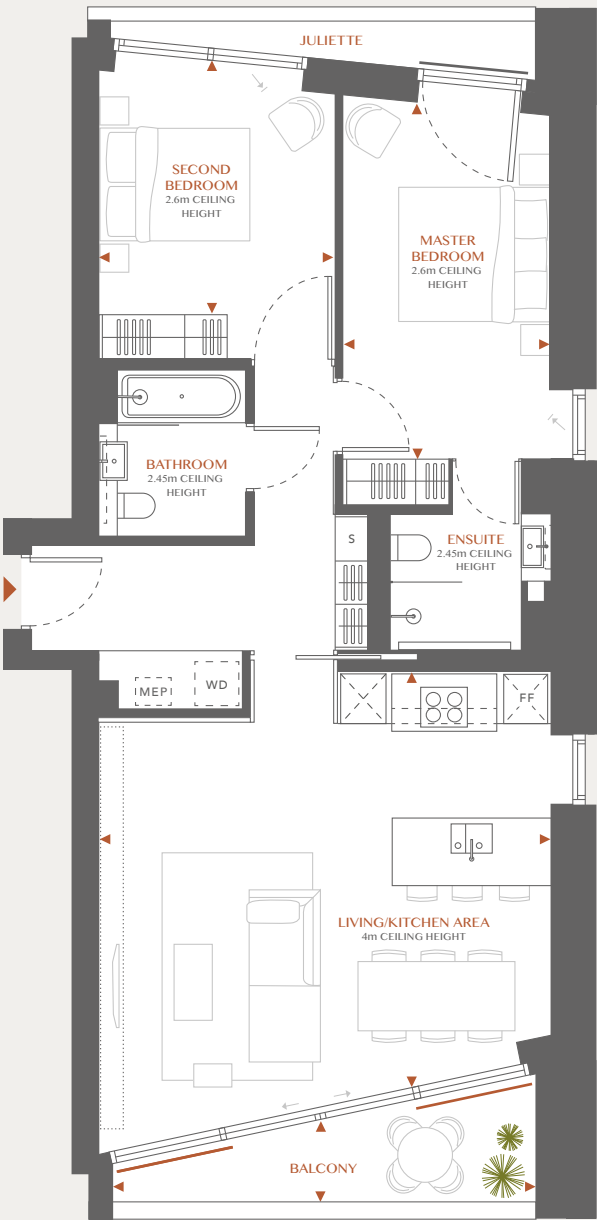 JULIETTE
SECOND
BEDROOM
2.6m CEILING
HEIGHT
MASTER
BEDROOM
2.6m CEILING
HEIGHT
BATHROOM
2.45m CEILING
HEIGHT
S
ENSUITE
2.45m CEILING
HEIGHT
MEP
WD
FF
LIVING/KITCHEN AREA
4m CEILING HEIGHT
BALCONY